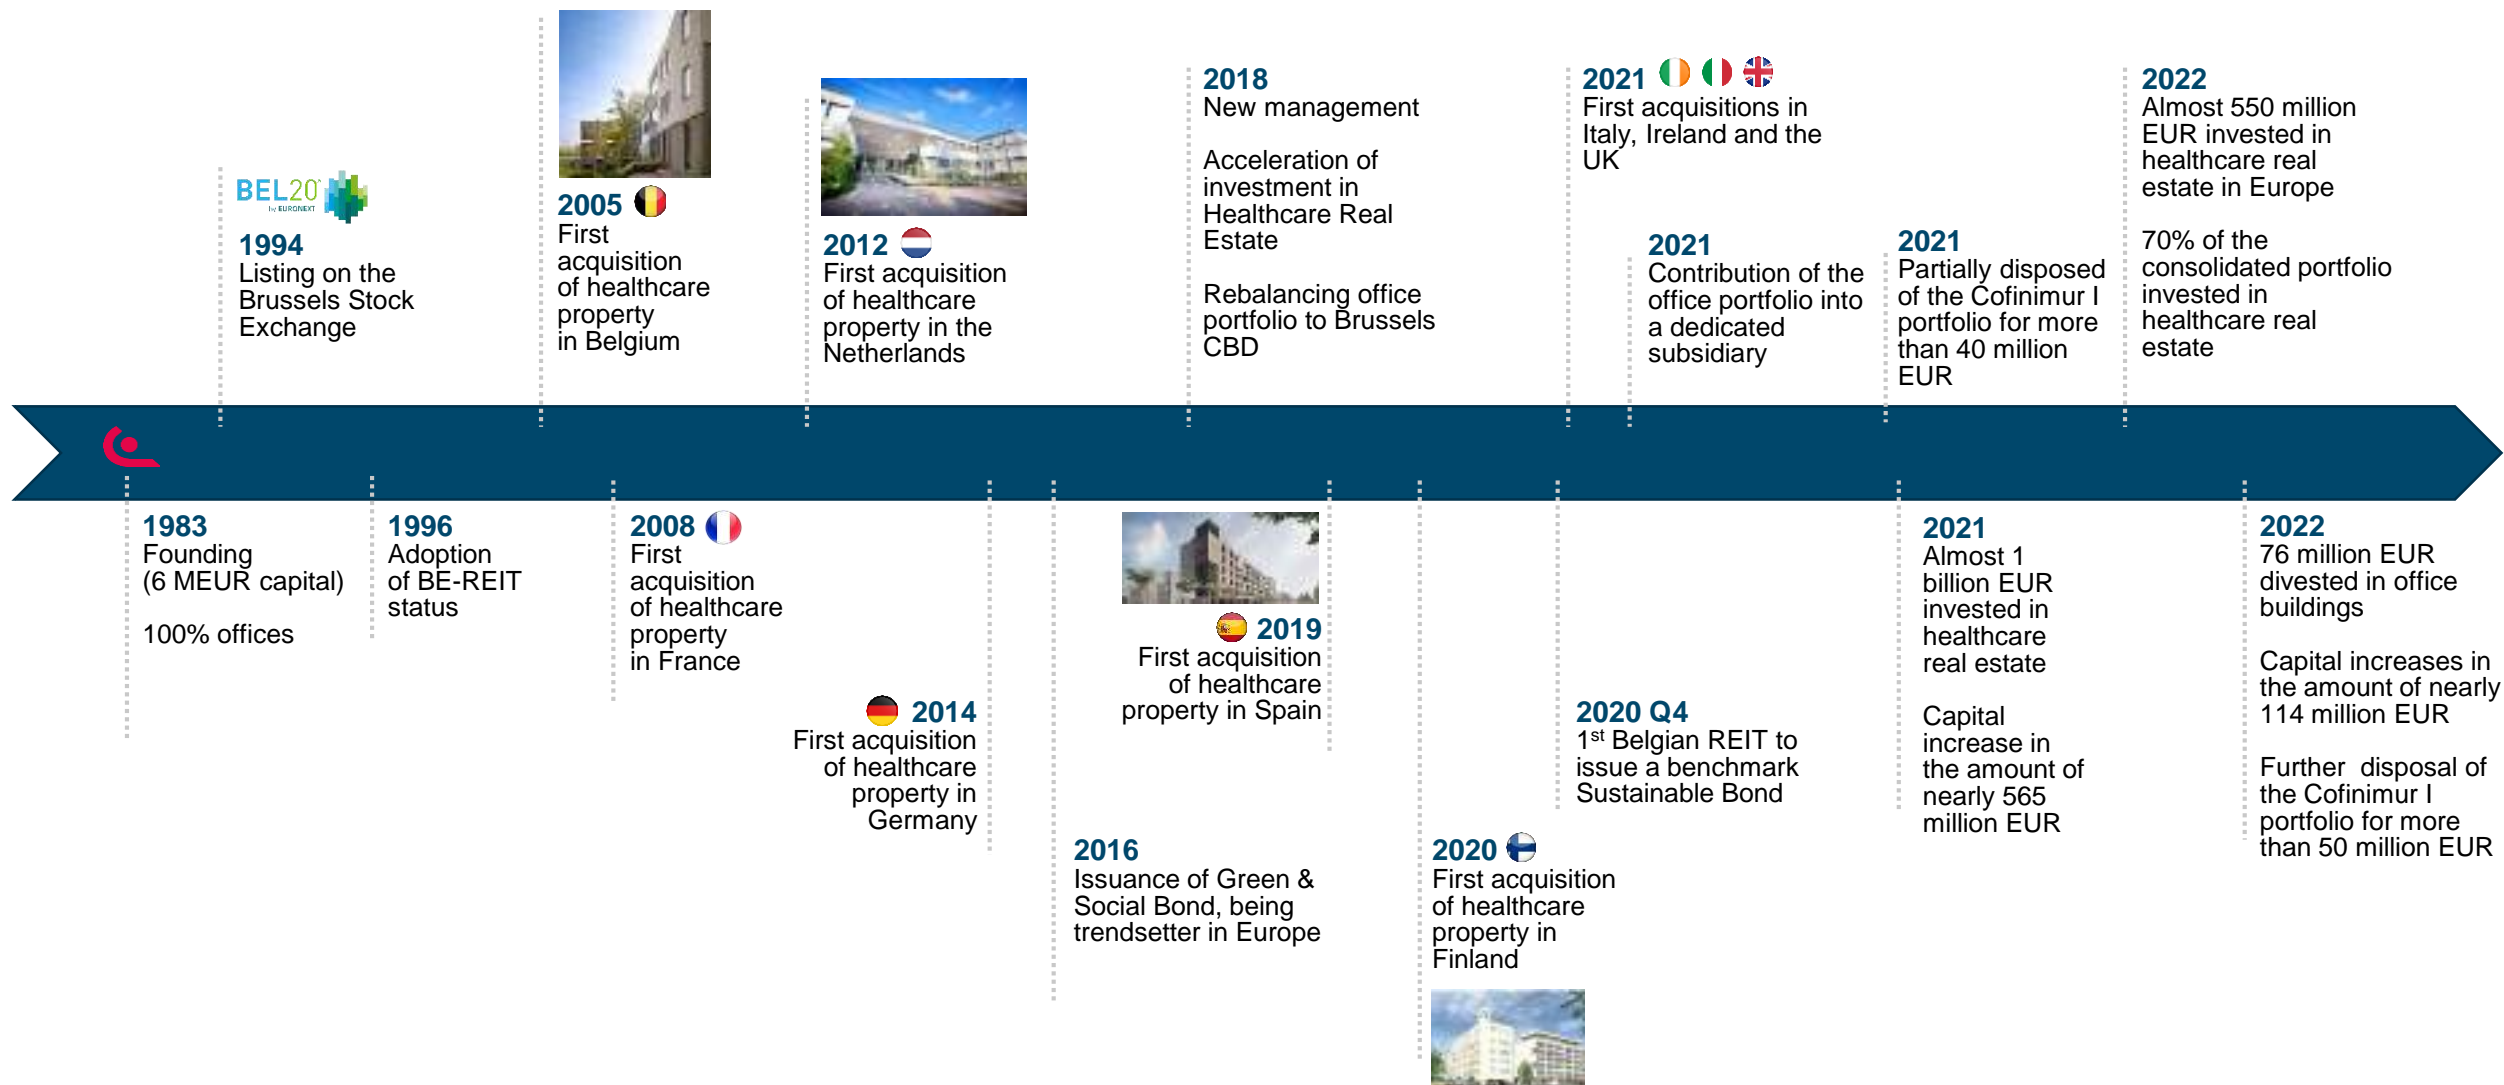 BEL20
by EURONEXT
1994
Listing on the
Brussels Stock
Exchange
2005
First
acquisition
of healthcare
property
in Belgium
2012
First acquisition
of healthcare
property in the
Netherlands
2018
New management
Acceleration of
investment in
Healthcare Real
Estate
Rebalancing office
portfolio to Brussels
CBD
2021
First acquisitions in
Italy, Ireland and the
UK
2021
Contribution of the
office portfolio into
a dedicated
subsidiary
2021
Partially disposed
of the Cofinimur I
portfolio for more
than 40 million
EUR
2022
Almost 550 million
EUR invested in
healthcare real
estate in Europe
70% of the
consolidated portfolio
invested in
healthcare real
estate
1983
Founding
(6 MEUR capital)
100% offices
1996
Adoption
of BE-REIT
status
2008
First
acquisition
of healthcare
property
in France
2014
First acquisition
of healthcare
property in
Germany
2016
Issuance of Green &
Social Bond, being
trendsetter in Europe
2019
First acquisition
of healthcare
property in Spain
2020
First acquisition
of healthcare
property in
Finland
2020 Q4
1st Belgian REIT to
issue a benchmark
Sustainable Bond
2021
Almost 1
billion EUR
invested in
healthcare
real estate
Capital
increase in
the amount of
nearly 565
million EUR
2022
76 million EUR
divested in office
buildings
Capital increases in
the amount of nearly
114 million EUR
Further  disposal of
the Cofinimur I
portfolio for more
than 50 million EUR